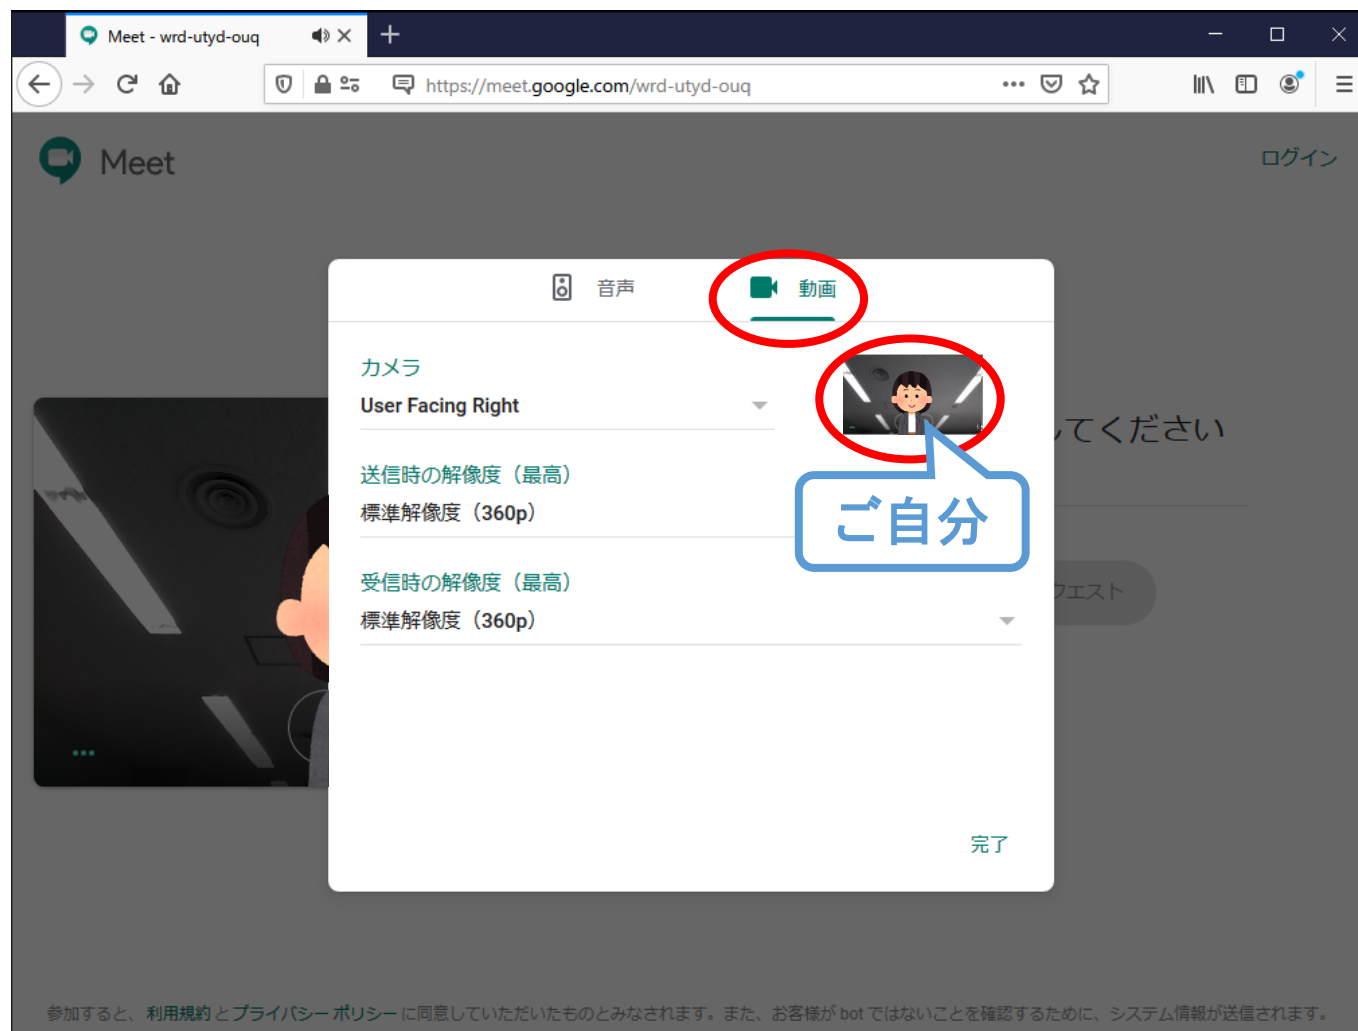 Meet - wrd-utyd-ouq
https://meet.google.com/wrd-utyd-ouq
Meet
ログイン
音声
動画
カメラ
User Facing Right
てください
送信時の解像度（最高）
標準解像度（360p）
ご自分
受信時の解像度（最高）
クエスト
標準解像度（360p）
完了
参加すると、利用規約とプライバシー ポリシーに同意していただいたものとみなされます。また、お客様が bot ではないことを確認するために、システム情報が送信されます。